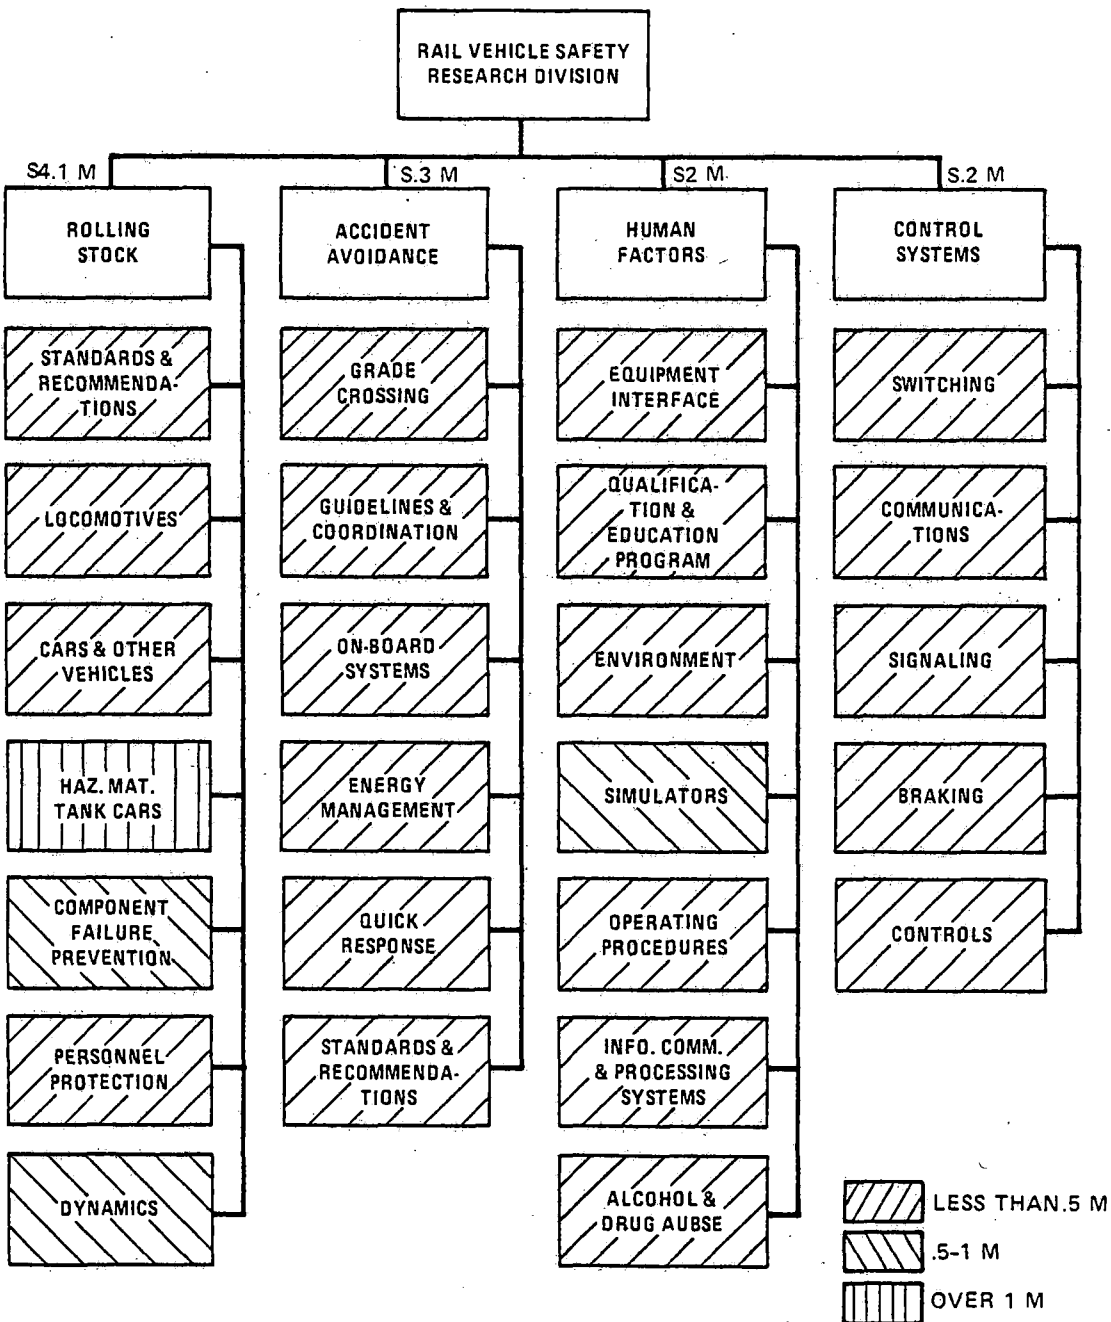 RAIL VEHICLE SAFETY
RESEARCH DIVISION
S4.1 M
S.3 M
S2 M
S.2 M
ROLLING
STOCK
ACCIDENT
AVOIDANCE
HUMAN
FACTORS
CONTROL
SYSTEMS
STANDARDS &
RECOMMENDA-
TIONS
GRADE
CROSSING
EQUIPMENT
INTERFACE
SWITCHING
LOCOMOTIVES
GUIDELINES &
COORDINATION
QUALIFICA-
TION &
EDUCATION
PROGRAM
COMMUNICA-
TIONS
CARS & OTHER
VEHICLES
ON-BOARD
SYSTEMS
ENVIRONMENT
SIGNALING
HAZ. MAT.
TANK CARS
ENERGY
MANAGEMENT
SIMULATORS
BRAKING
COMPONENT
FAILURE
PREVENTION
QUICK
RESPONSE
OPERATING
PROCEDURES
CONTROLS
PERSONNEL
PROTECTION
STANDARDS &
RECOMMENDA-
TIONS
INFO. COMM.
& PROCESSING
SYSTEMS
DYNAMICS
ALCOHOL &
DRUG AUBSE
LESS THAN .5 M
.5-1 M
OVER 1 M